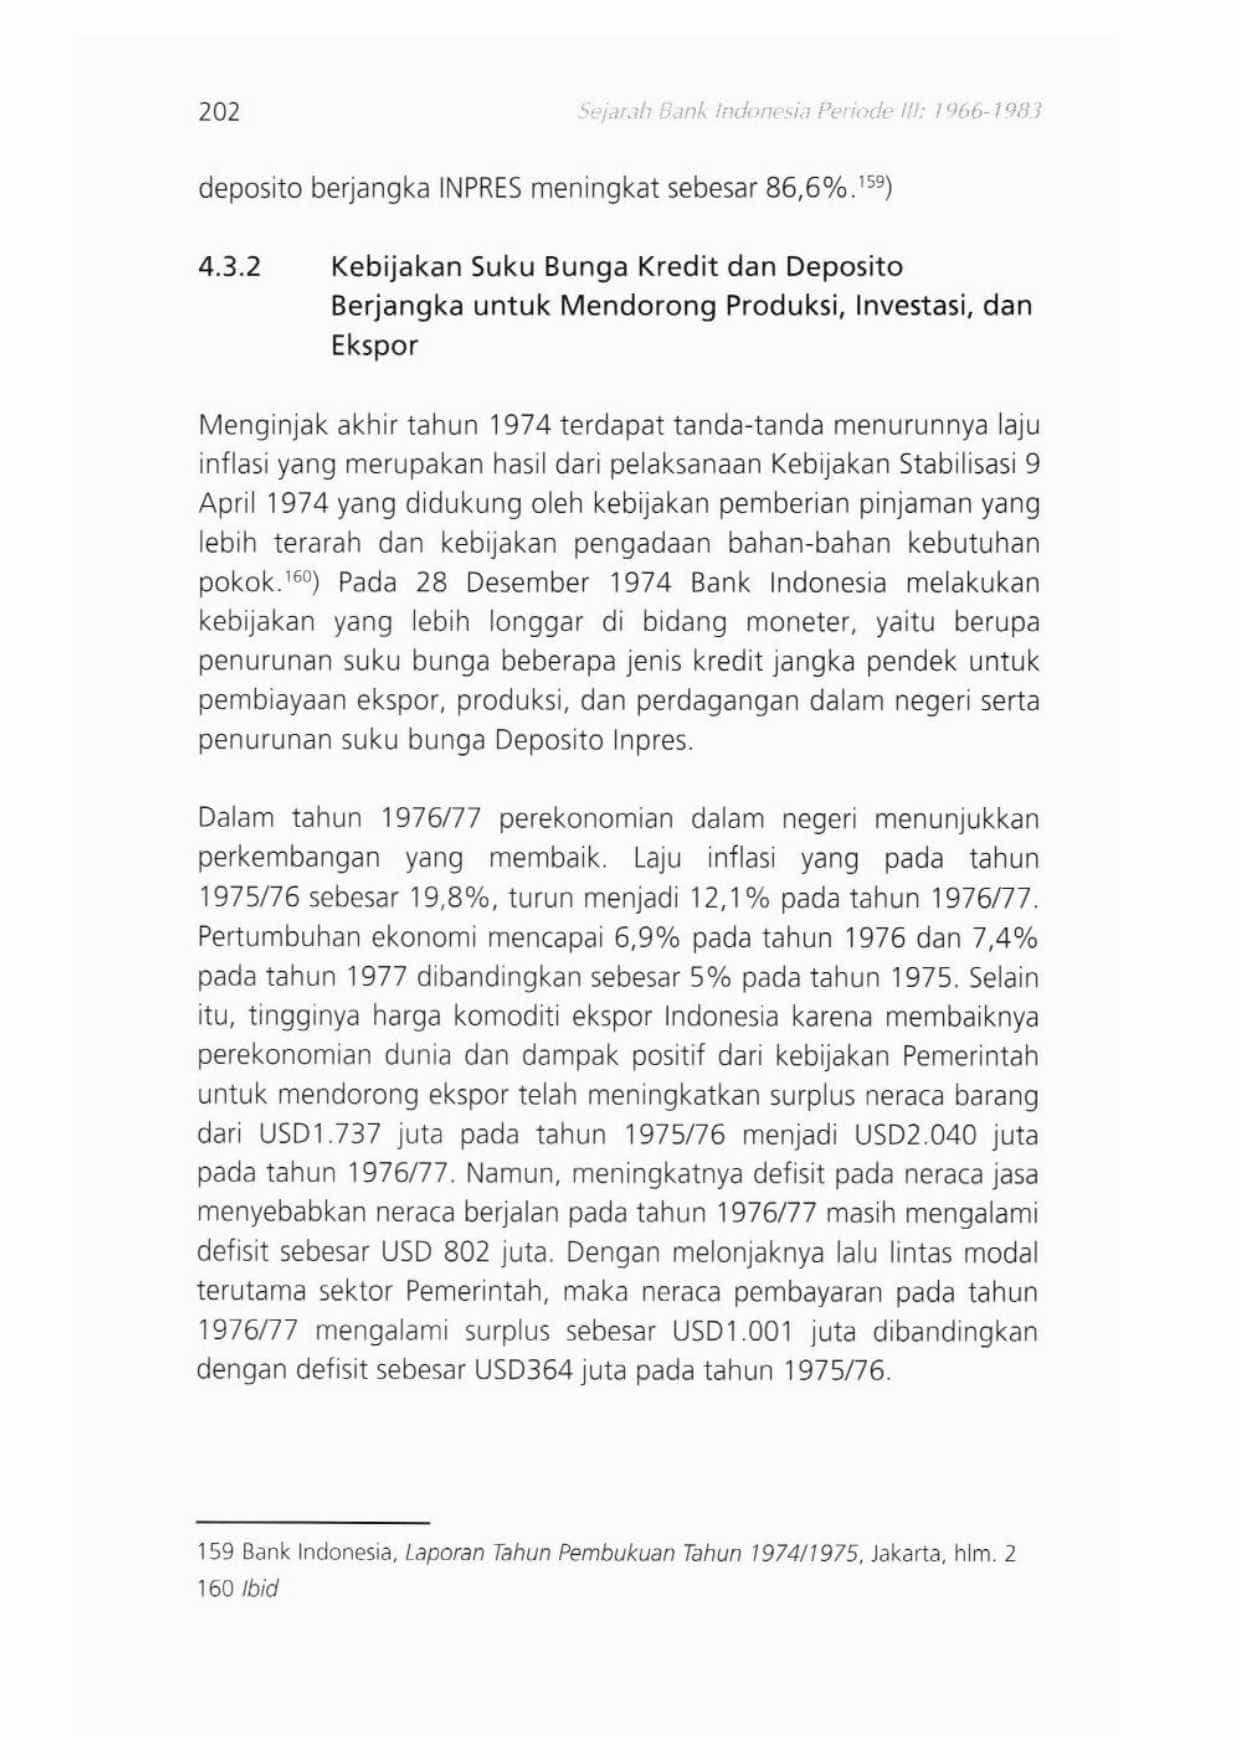 202
Sejarah Bank Indonesia Periode III: 1966-1983
deposito berjangka INPRES meningkat sebesar 86,6%.159)
4.3.2 Kebijakan Suku Bunga Kredit dan Deposito
Berjangka untuk Mendorong Produksi, Investasi, dan
Ekspor
Menginjak akhir tahun 1974 terdapat tanda-tanda menurunnya laju
inflasi yang merupakan hasil dari pelaksanaan Kebijakan Stabilisasi 9
April 1974 yang didukung oleh kebijakan pemberian pinjaman yang
lebih terarah dan kebijakan pengadaan bahan-bahan kebutuhan
pokok.160) Pada 28 Desember 1974 Bank Indonesia melakukan
kebijakan yang lebih longgar di bidang moneter, yaitu berupa
penurunan suku bunga beberapa jenis kredit jangka pendek untuk
pembiayaan ekspor, produksi, dan perdagangan dalam negeri serta
penurunan suku bunga Deposito Inpres.
Dalam tahun 1976/77 perekonomian dalam negeri menunjukkan
perkembangan yang membaik. Laju inflasi yang pada tahun
1975/76 sebesar 19,8%, turun menjadi 12,1% pada tahun 1976/77.
Pertumbuhan ekonomi mencapai 6,9% pada tahun 1976 dan 7,4%
pada tahun 1977 dibandingkan sebesar 5% pada tahun 1975. Selain
itu, tingginya harga komoditi ekspor Indonesia karena membaiknya
perekonomian dunia dan dampak positif dari kebijakan Pemerintah
untuk mendorong ekspor telah meningkatkan surplus neraca barang
dari USD1.737 juta pada tahun 1975/76 menjadi USD2.040 juta
pada tahun 1976/77. Namun, meningkatnya defisit pada neraca jasa
menyebabkan neraca berjalan pada tahun 1976/77 masih mengalami
defisit sebesar USD 802 juta. Dengan melonjaknya lalu lintas modal
terutama sektor Pemerintah, maka neraca pembayaran pada tahun
1976/77 mengalami surplus sebesar USD1.001 juta dibandingkan
dengan defisit sebesar USD364 juta pada tahun 1975/76.
159 Bank Indonesia, Laporan Tahun Pembukuan Tahun 1974/1975, Jakarta, hlm. 2
160 Ibid